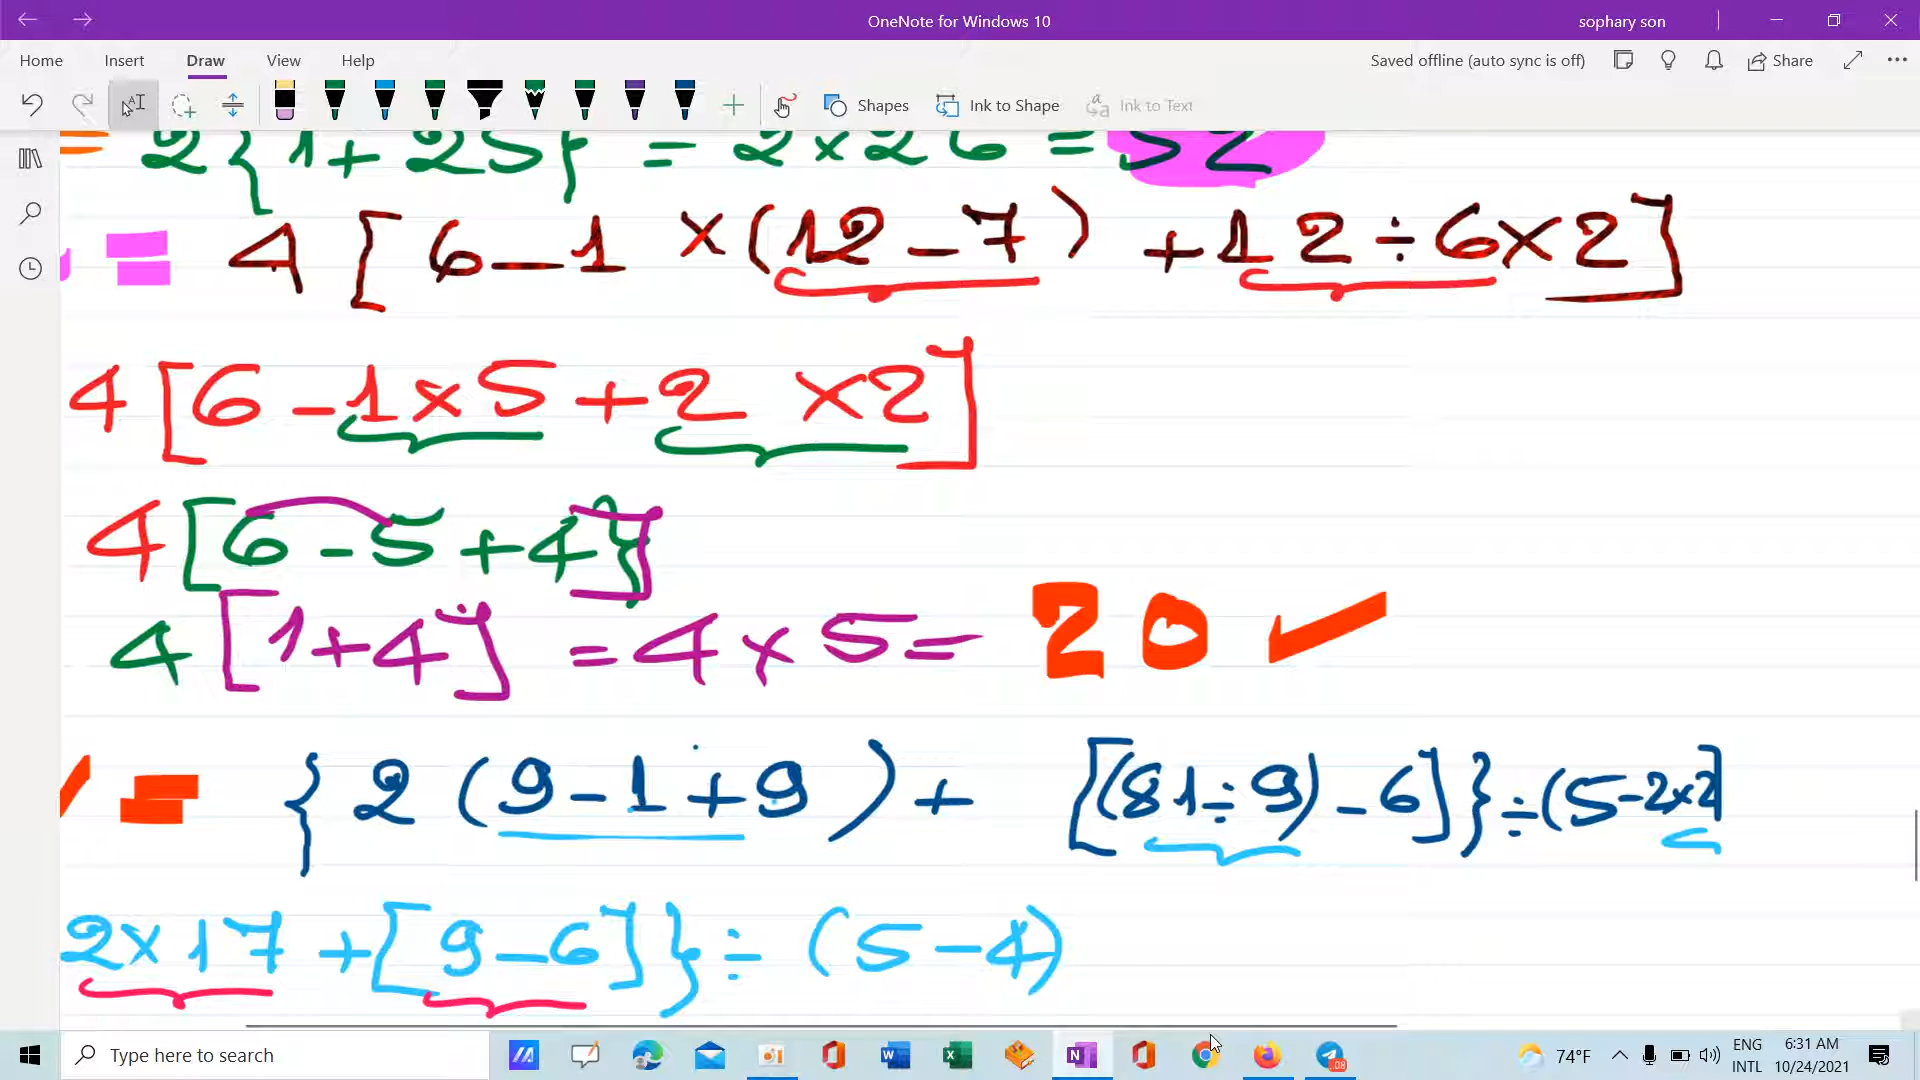 OneNote for Windows 10
sophary son
Home Insert Draw View Help
Saved offline (auto sync is off)
Share
Shapes
Ink to Shape
Ink to Text
= 2{1+25} = 2×26 = 52
= 4[6-1×(12-7)+12÷6×2]
4[6-1×5+2×2]
4[6-5+4]
4[1+4] = 4×5= 20 ✓
= {2(9-1+9)+[(81÷9)-6]}÷(5-2×2
2×17+[9-6]}÷(5-4)
Type here to search
.08
74°F
ENG
INTL
6:31 AM
10/24/2021